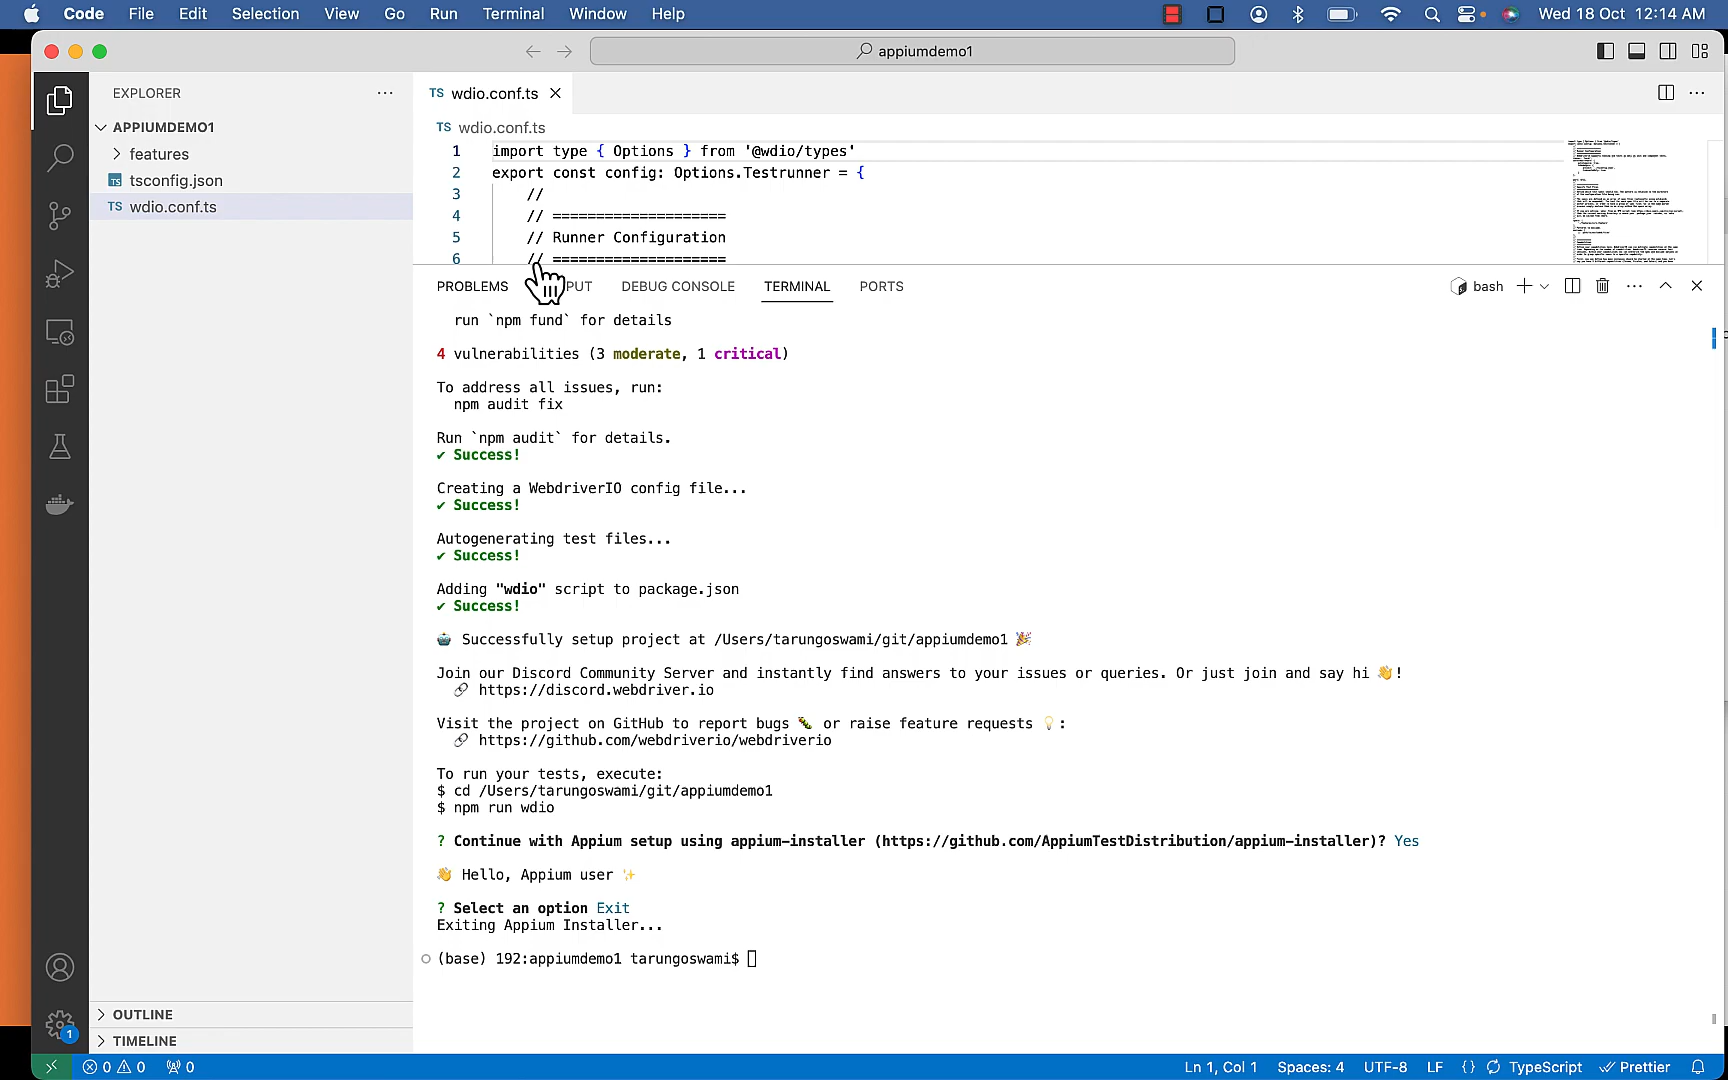 Code File Edit Selection View Go Run Terminal Window Help
Wed 18 Oct 12:14 AM
appiumdemo1
EXPLORER
APPIUMDEMO1
features
tsconfig.json
TS wdio.conf.ts
OUTLINE
TIMELINE
TS wdio.conf.ts
TS wdio.conf.ts
1 import type { Options } from '@wdio/types'
2 export const config: Options.Testrunner = {
3 //
4 // ====================
5 // Runner Configuration
6 // ====================
PROBLEMS PUT DEBUG CONSOLE TERMINAL PORTS
bash
run `npm fund` for details
4 vulnerabilities (3 moderate, 1 critical)
To address all issues, run:
npm audit fix
Run `npm audit` for details.
✔ Success!
Creating a WebdriverIO config file...
✔ Success!
Autogenerating test files...
✔ Success!
Adding "wdio" script to package.json
✔ Success!
🤖 Successfully setup project at /Users/tarungoswami/git/appiumdemo1 🎉
Join our Discord Community Server and instantly find answers to your issues or queries. Or just join and say hi 👋!
🔗 https://discord.webdriver.io
Visit the project on GitHub to report bugs 🐛 or raise feature requests 💡:
🔗 https://github.com/webdriverio/webdriverio
To run your tests, execute:
$ cd /Users/tarungoswami/git/appiumdemo1
$ npm run wdio
? Continue with Appium setup using appium-installer (https://github.com/AppiumTestDistribution/appium-installer)? Yes
👋 Hello, Appium user ✨
? Select an option Exit
Exiting Appium Installer...
(base) 192:appiumdemo1 tarungoswami$
1
0 0 0
Ln 1, Col 1 Spaces: 4 UTF-8 LF {} TypeScript Prettier